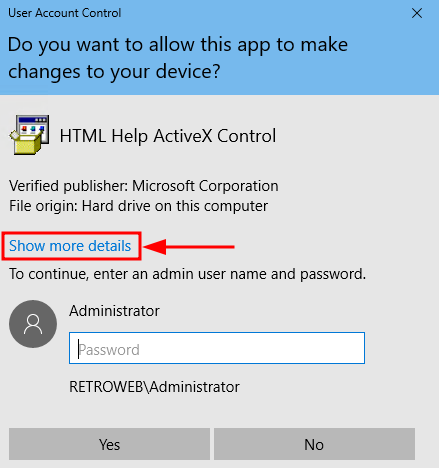 User Account Control
Do you want to allow this app to make
changes to your device?
HTML Help ActiveX Control
Verified publisher: Microsoft Corporation
File origin: Hard drive on this computer
Show more details
To continue, enter an admin user name and password.
Administrator
Password
RETROWEB\Administrator
Yes
No